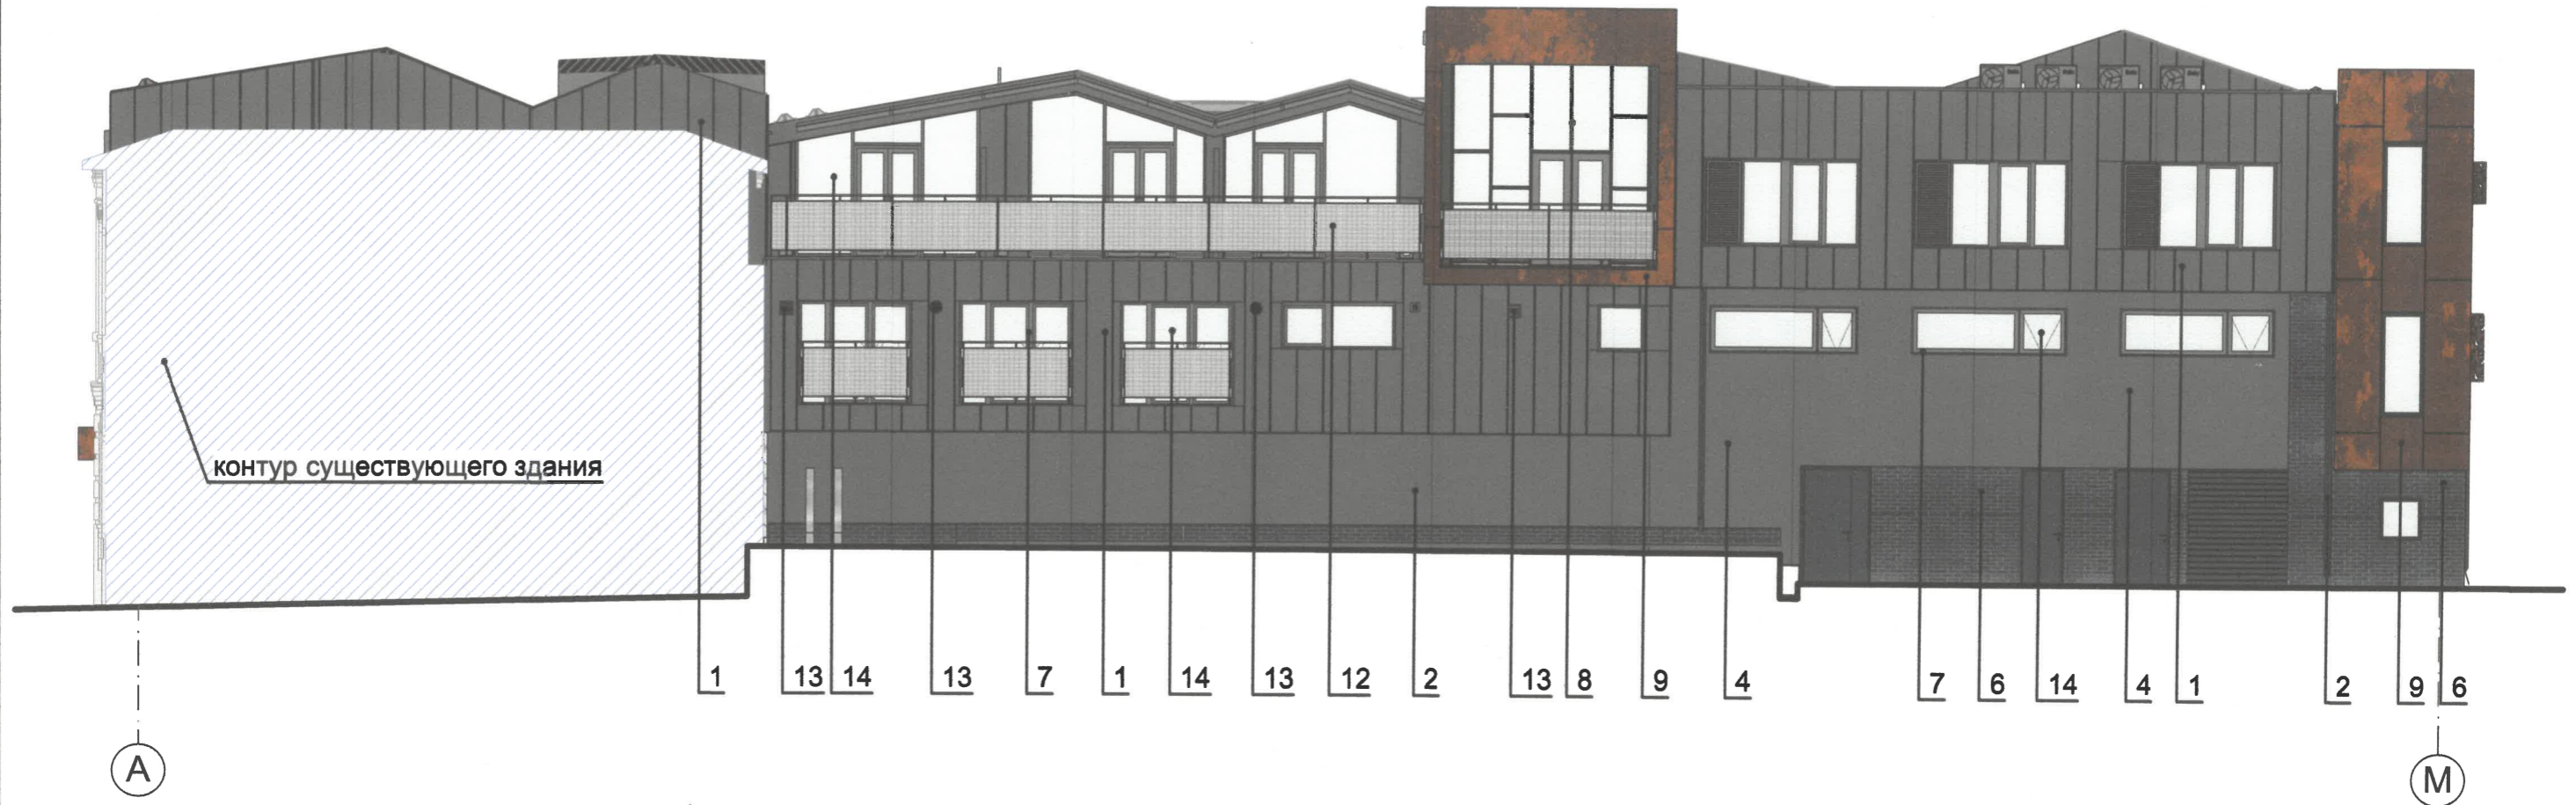 контур существующего здания
1 13 14 13 7 1 14 13 12 2 13 8 9 4 7 6 14 4 1 2 9 6
А М